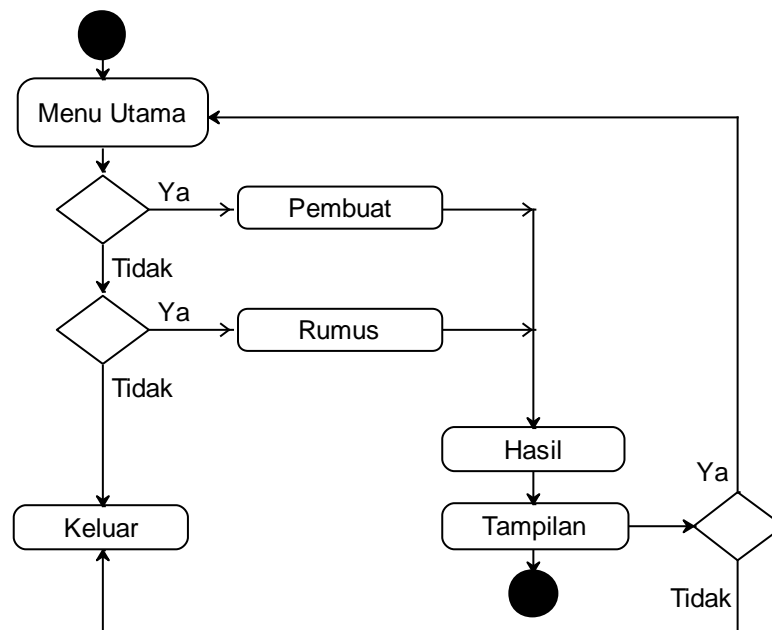 Menu Utama
Ya
Pembuat
Tidak
Ya
Rumus
Tidak
Hasil
Ya
Keluar
Tampilan
Tidak